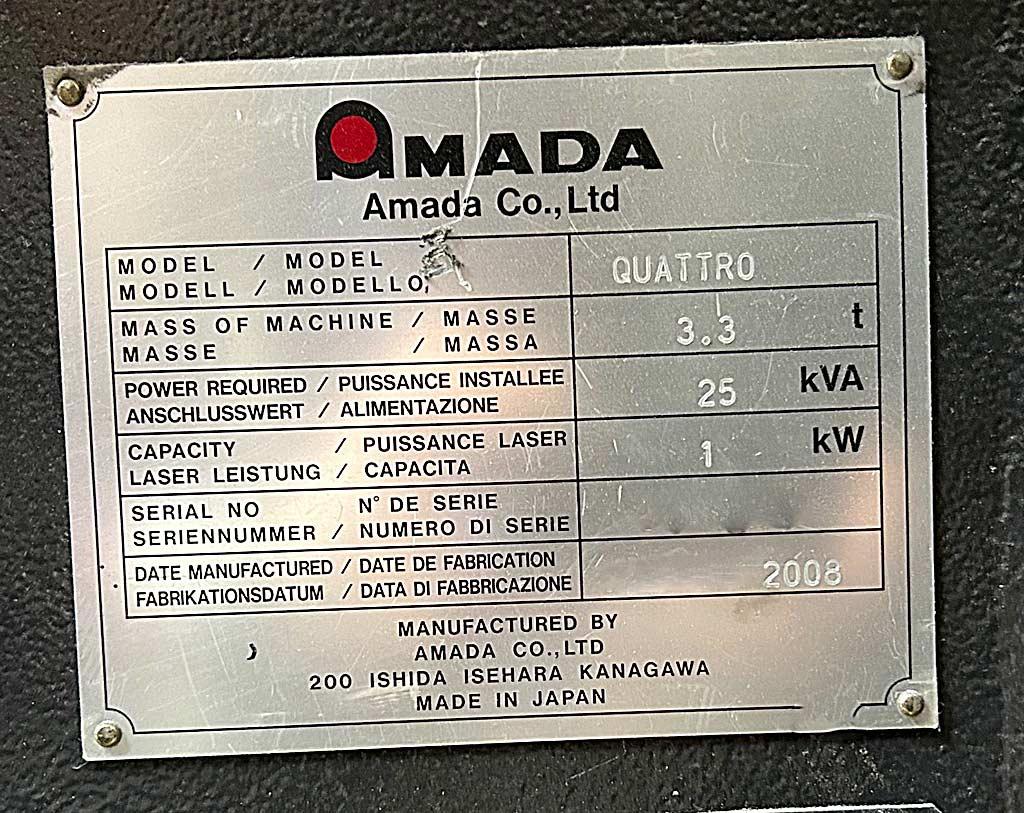 AMADA
Amada Co.,Ltd
MODEL / MODEL
MODELL / MODELLO
QUATTRO
MASS OF MACHINE / MASSE
MASSE / MASSA
3.3 t
POWER REQUIRED / PUISSANCE INSTALLEE
ANSCHLUSSWERT / ALIMENTAZIONE
25 kVA
CAPACITY / PUISSANCE LASER
LASER LEISTUNG / CAPACITA
1 kW
SERIAL NO N° DE SERIE
SERIENNUMMER / NUMERO DI SERIE
DATE MANUFACTURED / DATE DE FABRICATION
FABRIKATIONSDATUM / DATA DI FABBRICAZIONE
2008
MANUFACTURED BY
AMADA CO.,LTD
200 ISHIDA ISEHARA KANAGAWA
MADE IN JAPAN